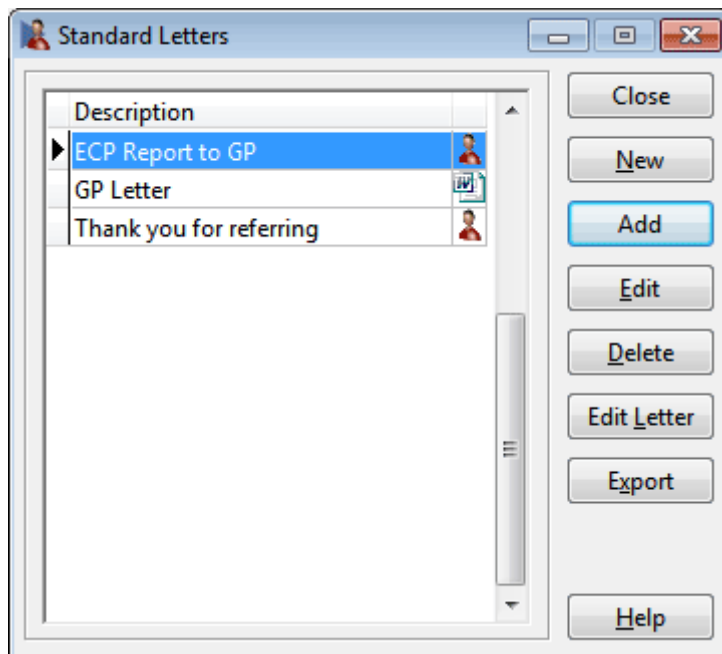 Standard Letters
Description
ECP Report to GP
GP Letter
Thank you for referring
Close
New
Add
Edit
Delete
Edit Letter
Export
Help